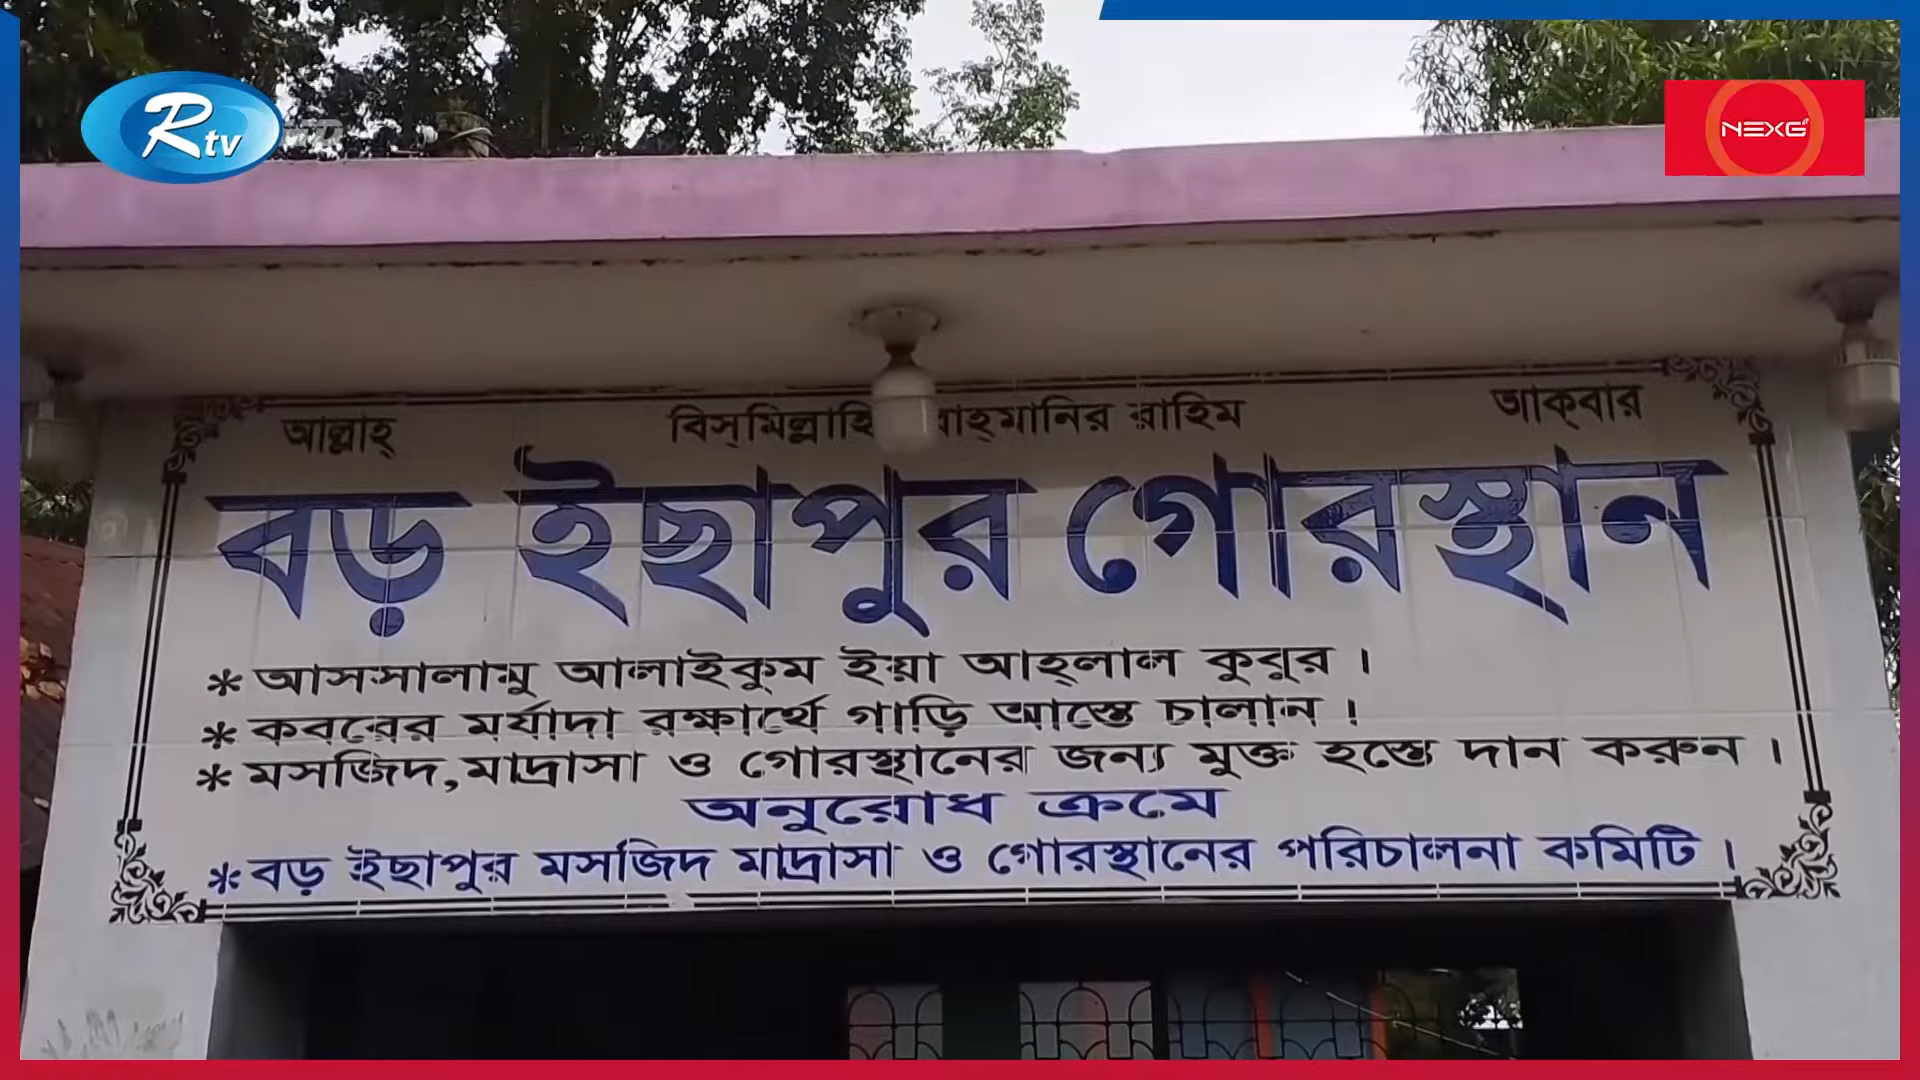 Rtv
NEXG
আল্লাহ্ বিস্‌মিল্লাহি রাহ্‌মানির রাহিম আক্‌বার
বড় ইছাপুর গোরস্থান
* আসসালামু আলাইকুম ইয়া আহ্‌লাল কুবুর ।
* কবরের মর্যাদা রক্ষার্থে গাড়ি আস্তে চালান ।
* মসজিদ,মাদ্রাসা ও গোরস্থানের জন্য মুক্ত হস্তে দান করুন ।
অনুরোধ ক্রমে
* বড় ইছাপুর মসজিদ মাদ্রাসা ও গোরস্থানের পরিচালনা কমিটি ।